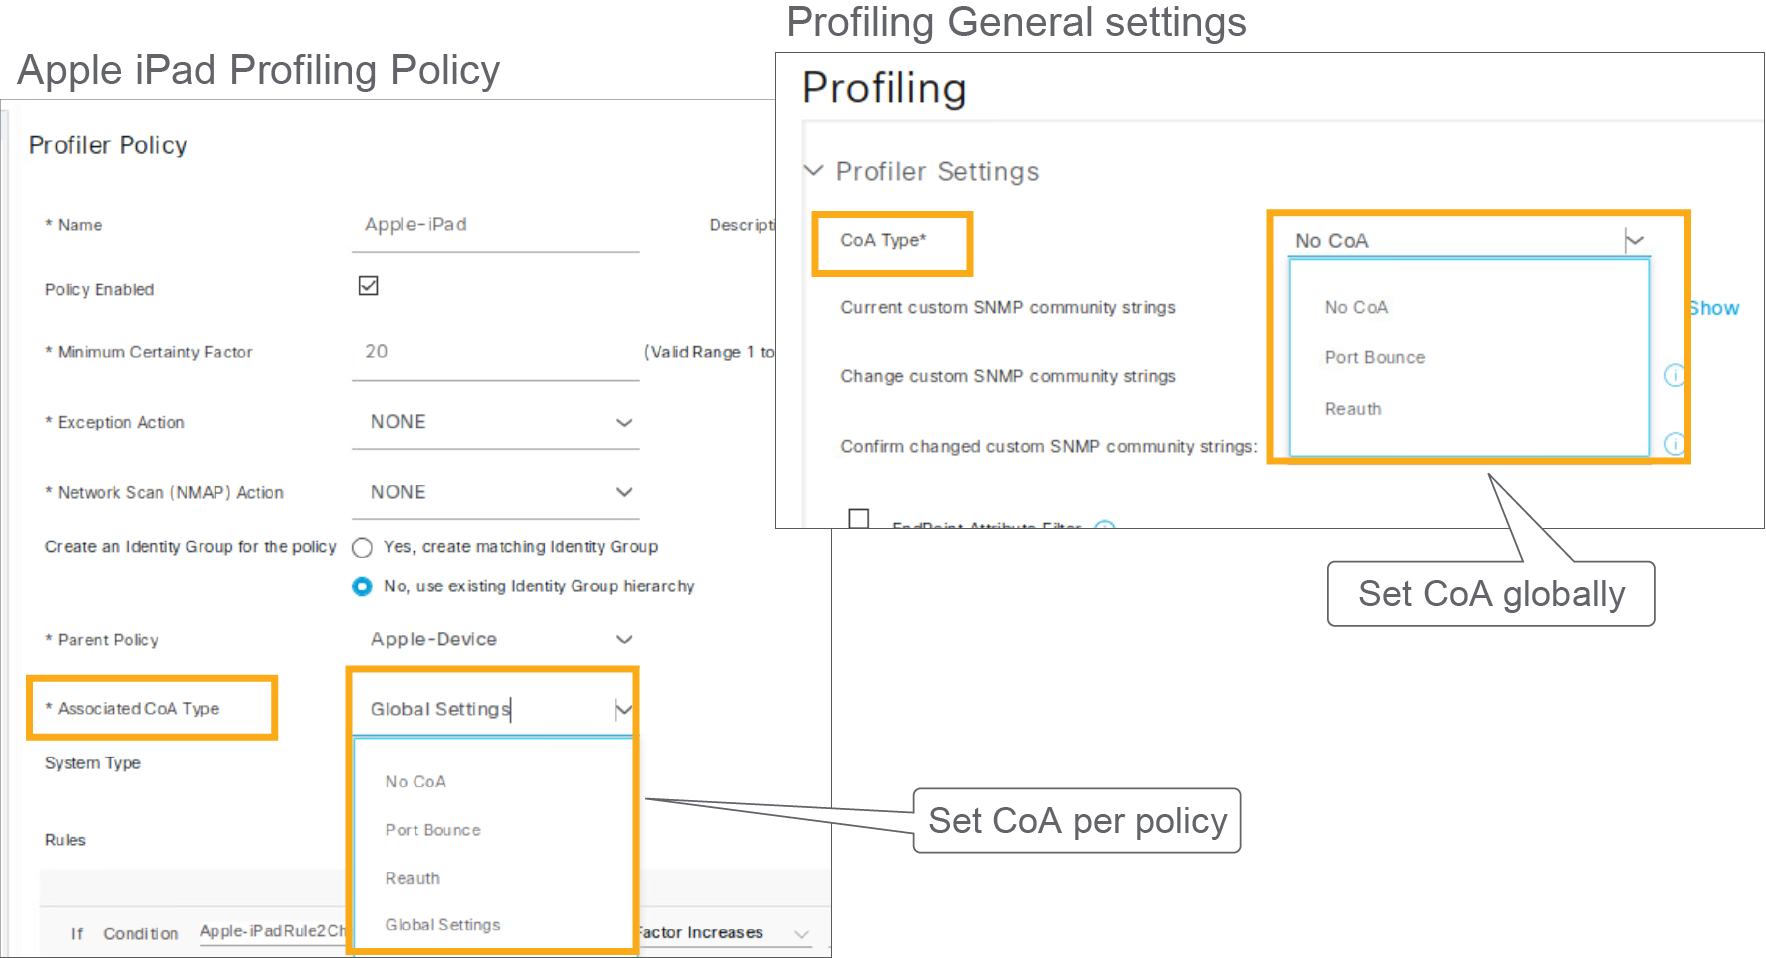 Profiling General settings
Apple iPad Profiling Policy
Profiler Policy
* Name Apple-iPad
Policy Enabled
* Minimum Certainty Factor 20 (Valid Range 1 to
* Exception Action NONE
* Network Scan (NMAP) Action NONE
Create an Identity Group for the policy Yes, create matching Identity Group
No, use existing Identity Group hierarchy
* Parent Policy Apple-Device
* Associated CoA Type Global Settings
System Type
No CoA
Port Bounce
Reauth
Global Settings
Rules
If Condition Apple-iPadRule2Ch Factor Increases
Set CoA per policy
Profiling
Profiler Settings
CoA Type* No CoA
No CoA
Port Bounce
Reauth
Current custom SNMP community strings Show
Change custom SNMP community strings
Confirm changed custom SNMP community strings:
EndPoint Attribute Filter
Set CoA globally